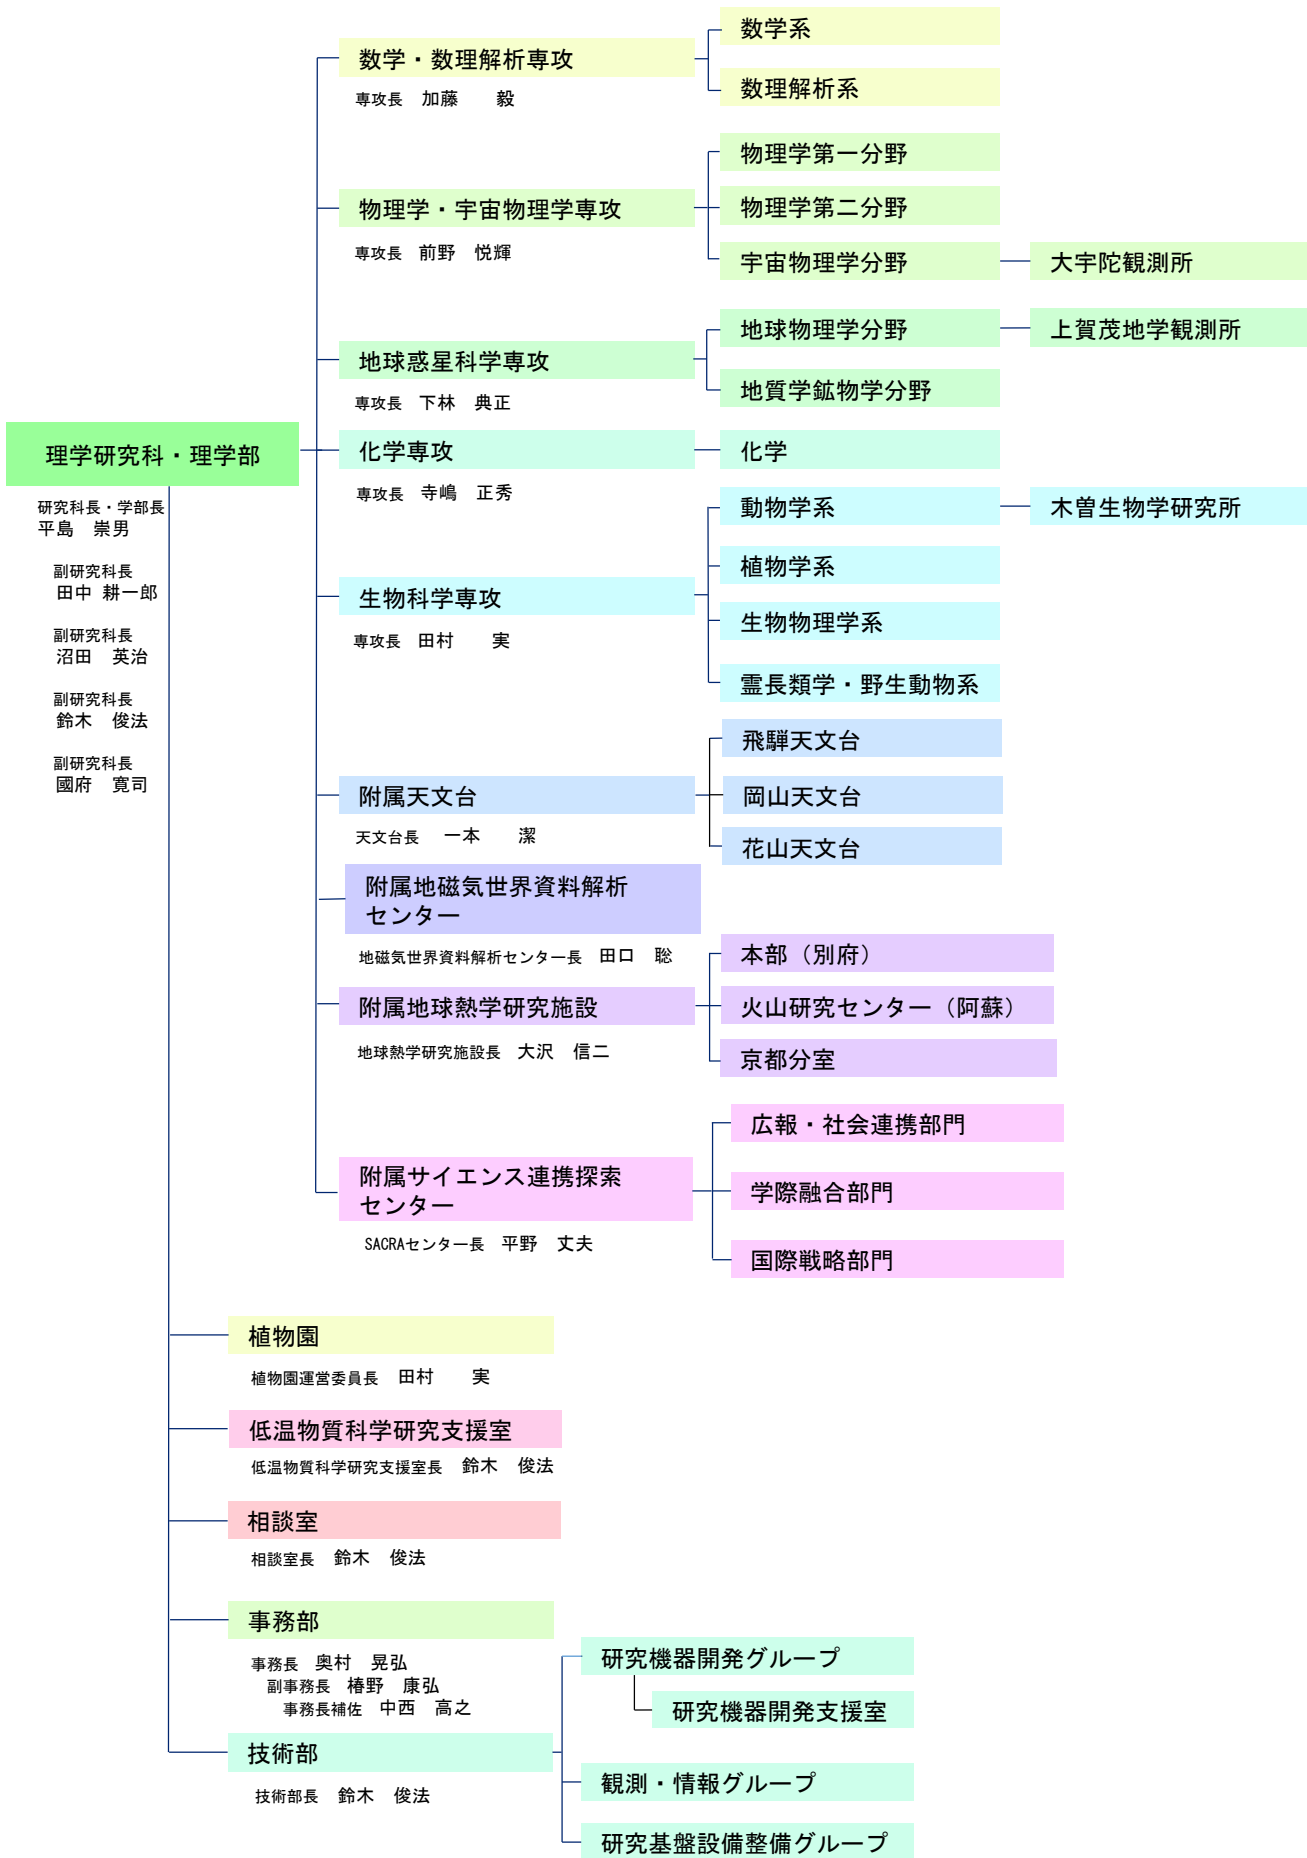 理学研究科・理学部
研究科長・学部長
平島　崇男
副研究科長
田中 耕一郎
副研究科長
沼田　英治
副研究科長
鈴木　俊法
副研究科長
國府　寛司
数学・数理解析専攻
専攻長　加藤　　毅
数学系
数理解析系
物理学・宇宙物理学専攻
専攻長　前野　悦輝
物理学第一分野
物理学第二分野
宇宙物理学分野
大宇陀観測所
地球惑星科学専攻
専攻長　下林　典正
地球物理学分野
上賀茂地学観測所
地質学鉱物学分野
化学専攻
専攻長　寺嶋　正秀
化学
生物科学専攻
専攻長　田村　　実
動物学系
木曽生物学研究所
植物学系
生物物理学系
霊長類学・野生動物系
附属天文台
天文台長　一本　　潔
飛騨天文台
岡山天文台
花山天文台
附属地磁気世界資料解析
センター
地磁気世界資料解析センター長　田口　聡
附属地球熱学研究施設
地球熱学研究施設長　大沢　信二
本部（別府）
火山研究センター（阿蘇）
京都分室
附属サイエンス連携探索
センター
SACRAセンター長　平野　丈夫
広報・社会連携部門
学際融合部門
国際戦略部門
植物園
植物園運営委員長　田村　　実
低温物質科学研究支援室
低温物質科学研究支援室長　鈴木　俊法
相談室
相談室長　鈴木　俊法
事務部
事務長　奥村　晃弘
副事務長　椿野　康弘
事務長補佐　中西　高之
技術部
技術部長　鈴木　俊法
研究機器開発グループ
研究機器開発支援室
観測・情報グループ
研究基盤設備整備グループ